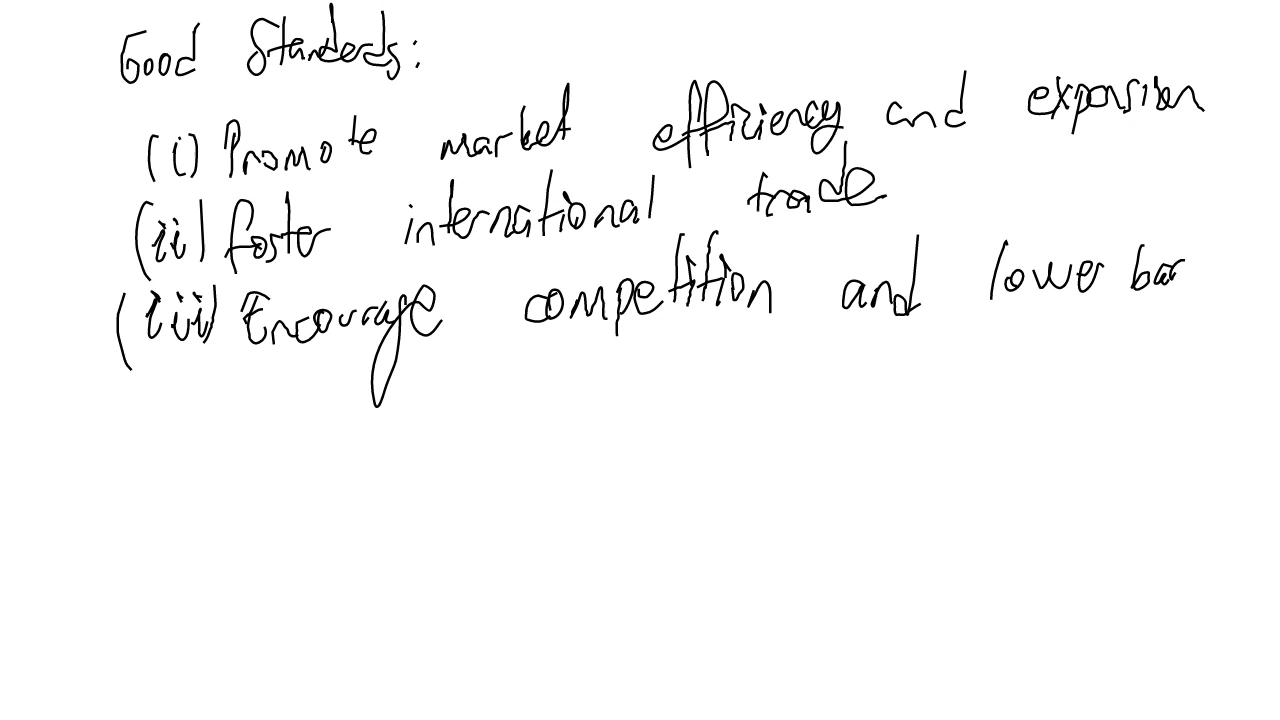 Good Standards:
(i) Promote market efficiency and expansion
(ii) foster international trade
(iii) Encourage competition and lower bar